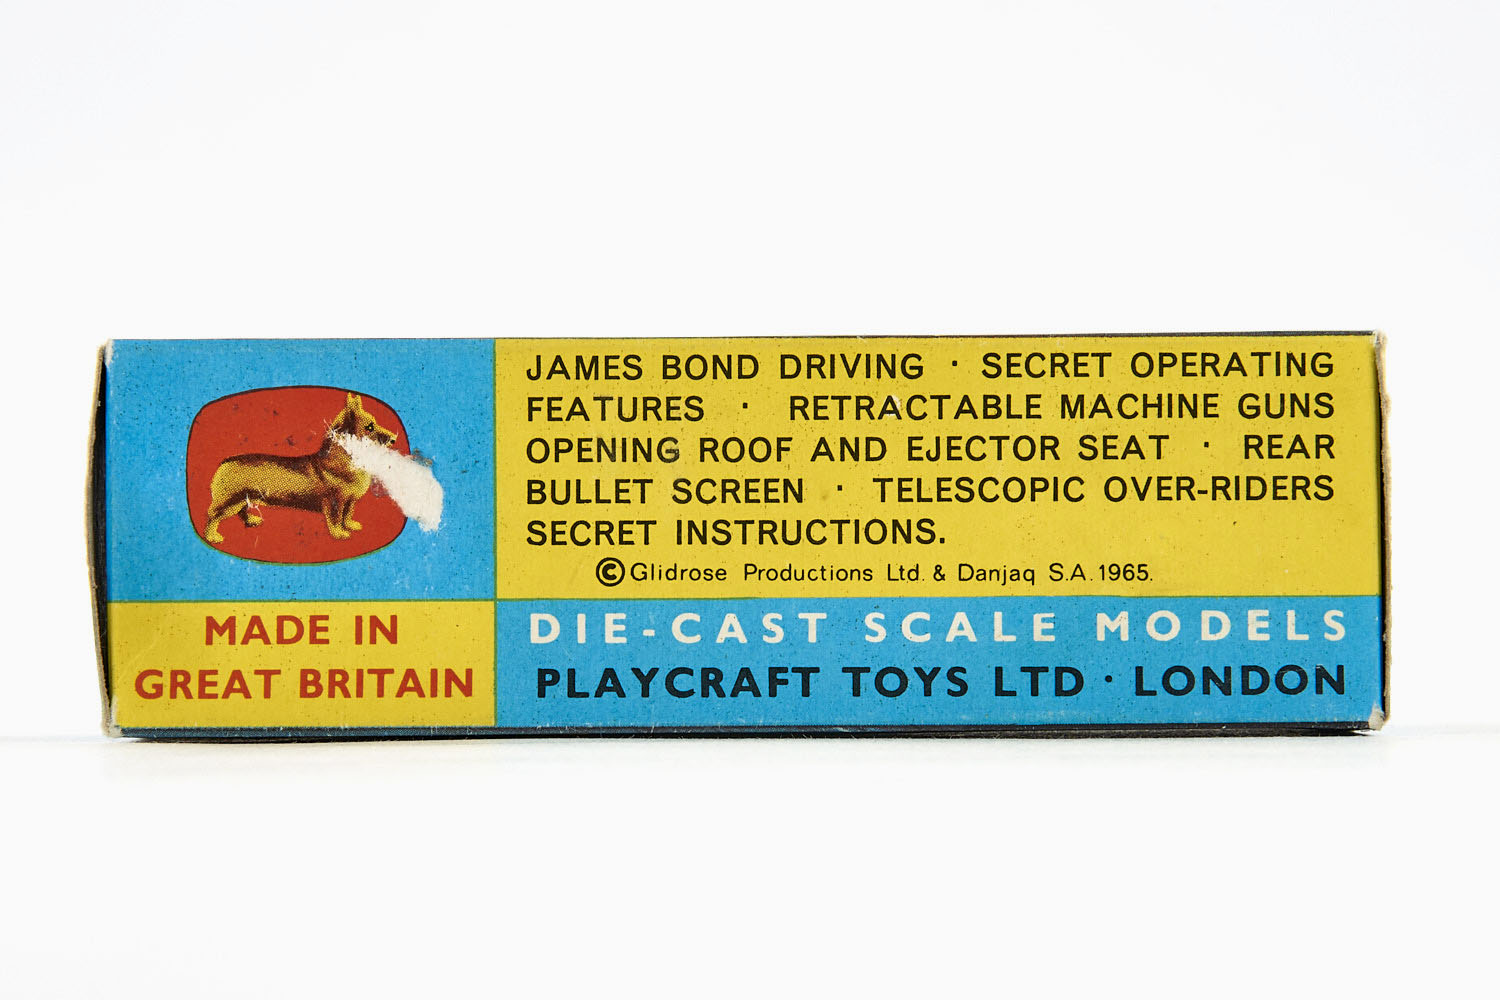 JAMES BOND DRIVING · SECRET OPERATING
FEATURES · RETRACTABLE MACHINE GUNS
OPENING ROOF AND EJECTOR SEAT · REAR
BULLET SCREEN · TELESCOPIC OVER-RIDERS
SECRET INSTRUCTIONS.
©Glidrose Productions Ltd. & Danjaq S.A. 1965.
MADE IN
GREAT BRITAIN
DIE-CAST SCALE MODELS
PLAYCRAFT TOYS LTD · LONDON